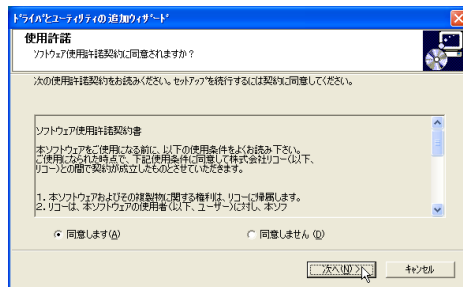 ﾄﾞﾗｲﾊﾞとﾕｰﾃｨﾘﾃｨの追加ｳｨｻﾞｰﾄﾞ
使用許諾
ソフトウェア使用許諾契約に同意されますか？
次の使用許諾契約をお読みください。セットアップを続行するには契約に同意してください。
ソフトウェア使用許諾契約書
本ソフトウェアをご使用になる前に、以下の使用条件をよくお読み下さい。
ご使用になられた時点で、下記使用条件に同意して株式会社リコー（以下、
リコー）との間で契約が成立したものとさせていただきます。
1. 本ソフトウェアおよびその複製物に関する権利は、リコーに帰属します。
2. リコーは、本ソフトウェアの使用者（以下、ユーザー）に対し、本ソフ
同意します(A)
同意しません (D)
次へ(N) >
キャンセル